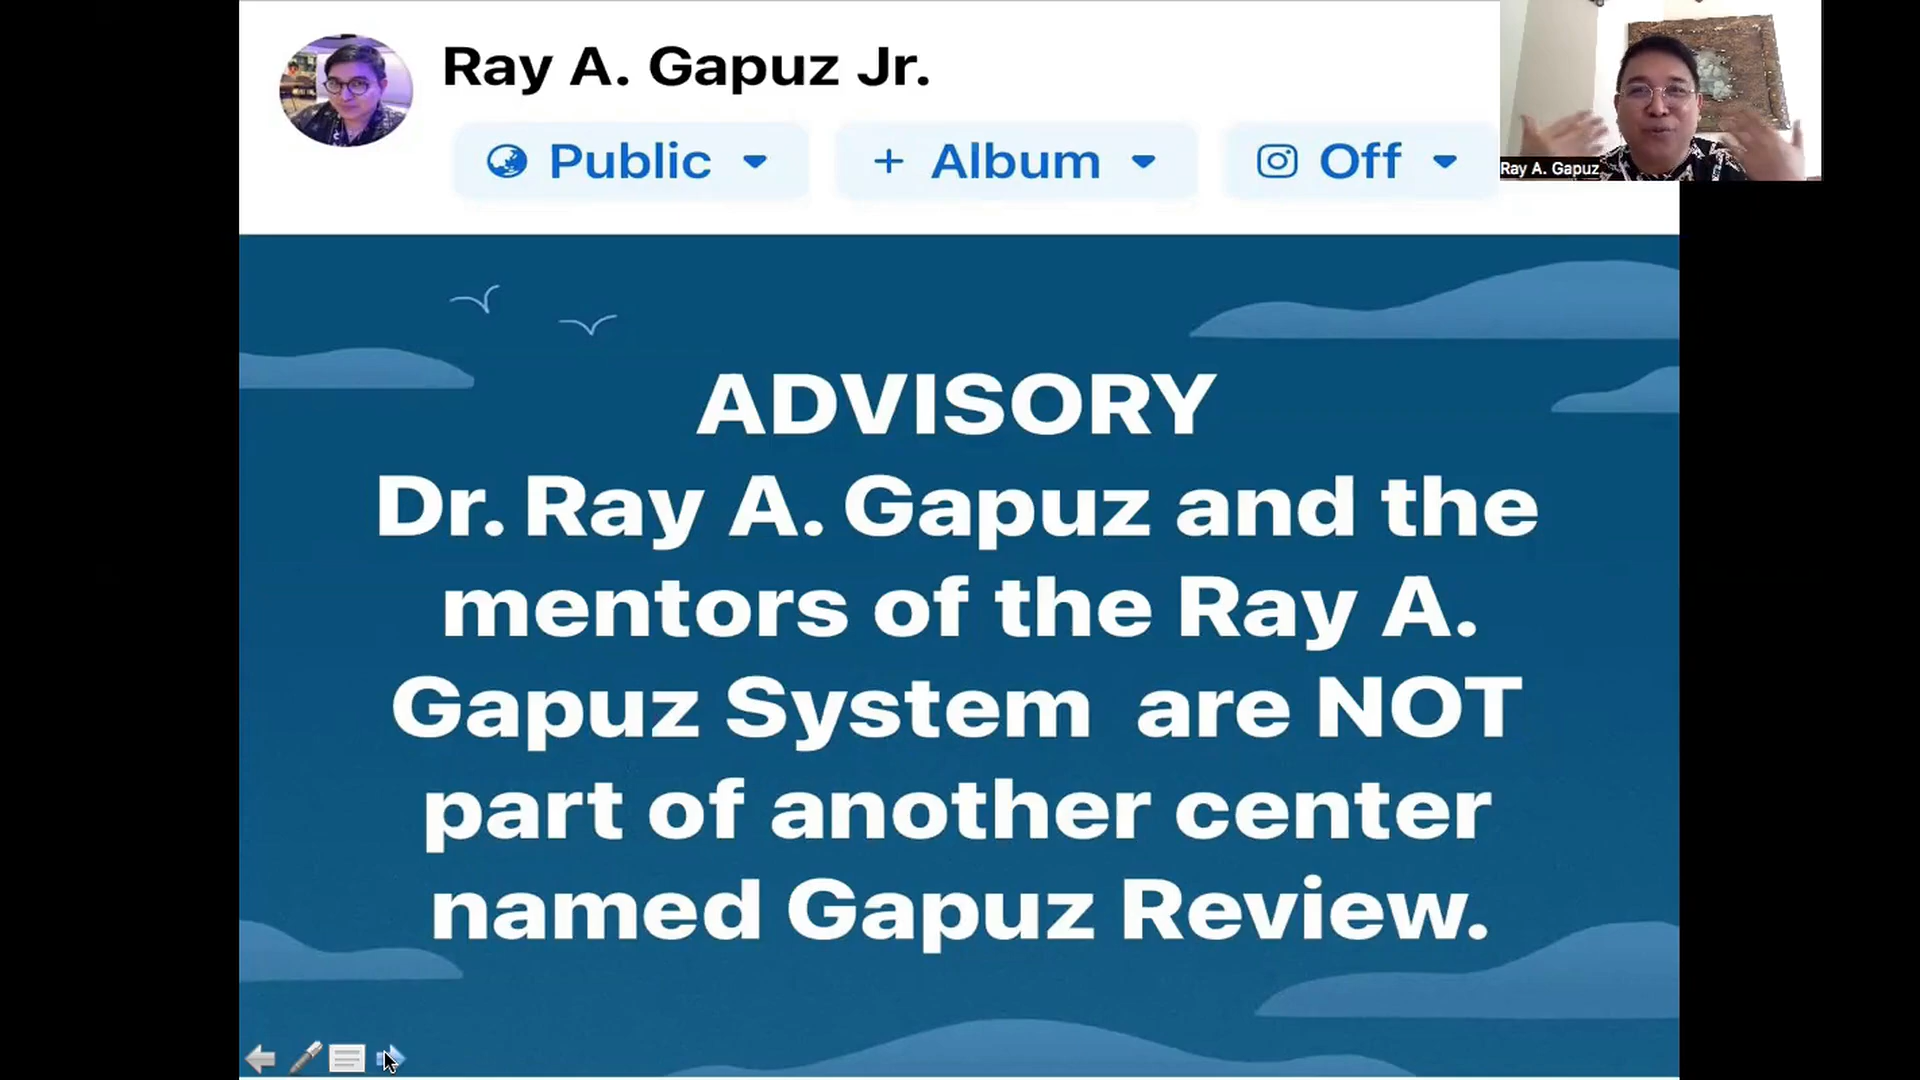 Ray A. Gapuz Jr.
Public
+ Album
Off
Ray A. Gapuz
ADVISORY
Dr. Ray A. Gapuz and the
mentors of the Ray A.
Gapuz System are NOT
part of another center
named Gapuz Review.